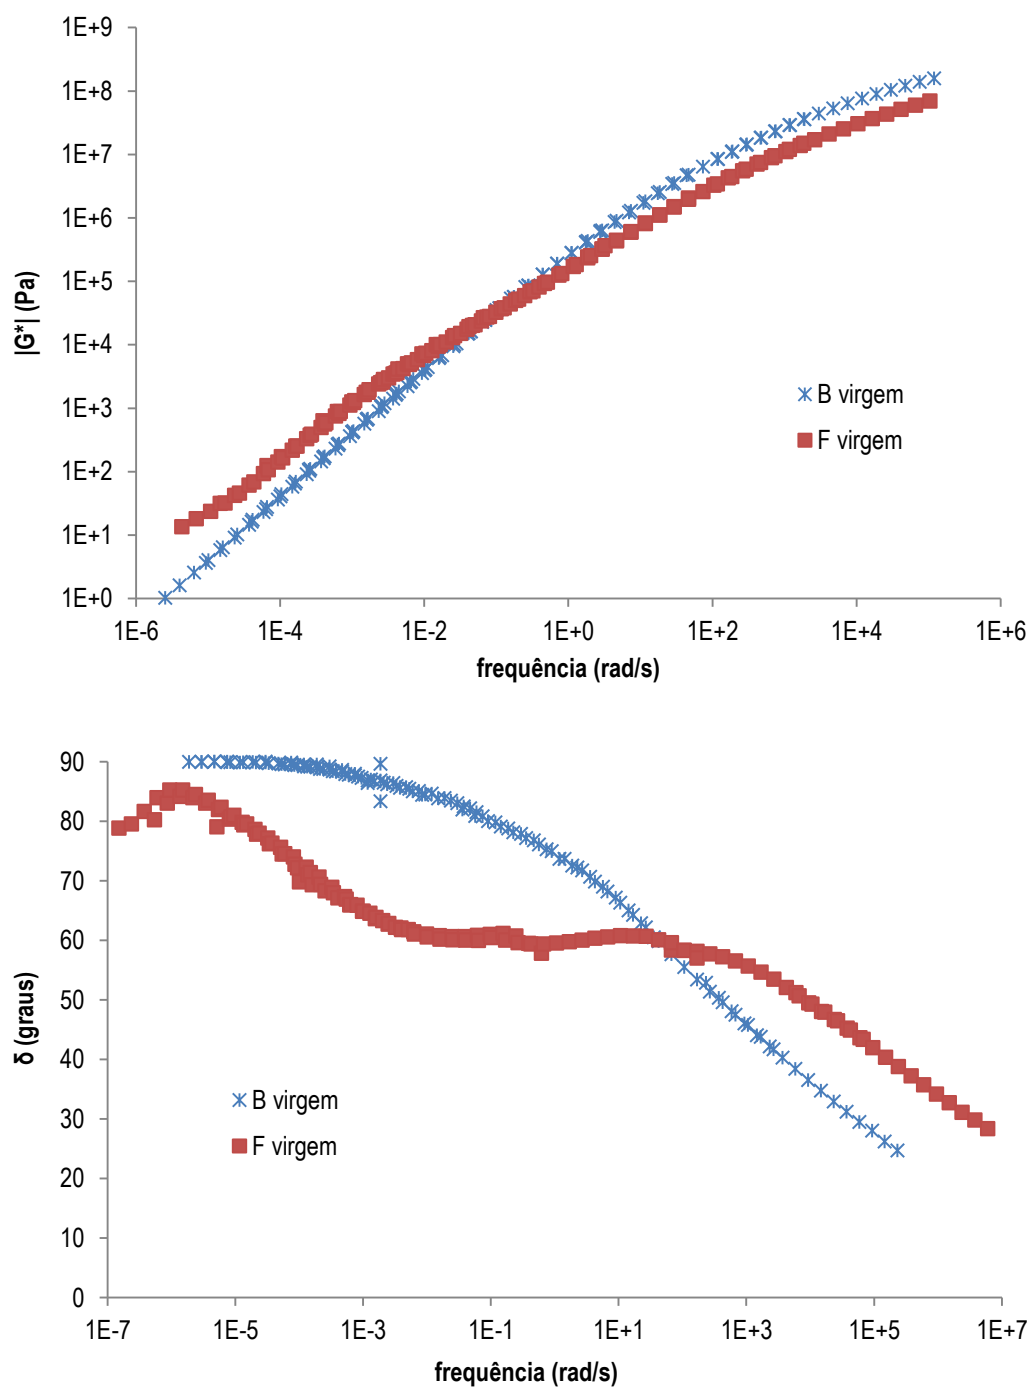 1E+9
1E+8
1E+7
1E+6
1E+5
1E+4
1E+3
1E+2
1E+1
1E+0
|G*| (Pa)
B virgem
F virgem
1E-6 1E-4 1E-2 1E+0 1E+2 1E+4 1E+6
frequência (rad/s)
90
80
70
60
50
40
30
20
10
0
δ (graus)
B virgem
F virgem
1E-7 1E-5 1E-3 1E-1 1E+1 1E+3 1E+5 1E+7
frequência (rad/s)